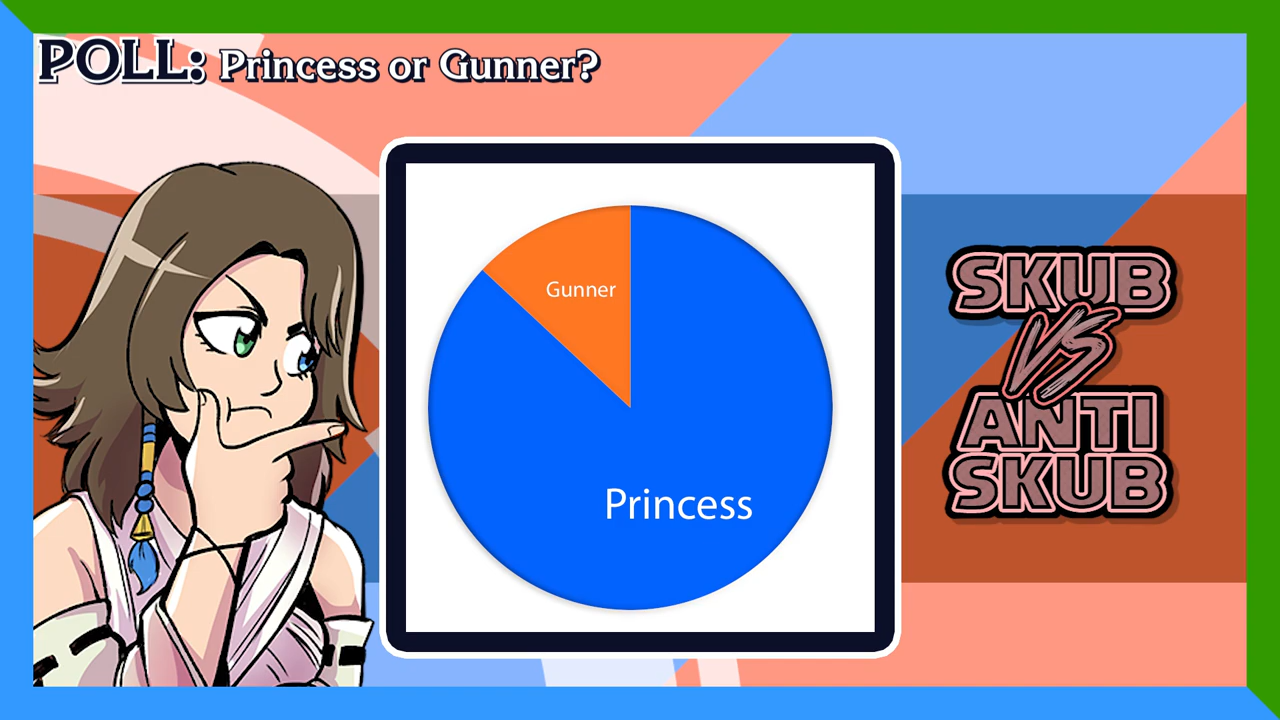 POLL: Princess or Gunner?
Gunner
Princess
SKUB
VS
ANTI
SKUB